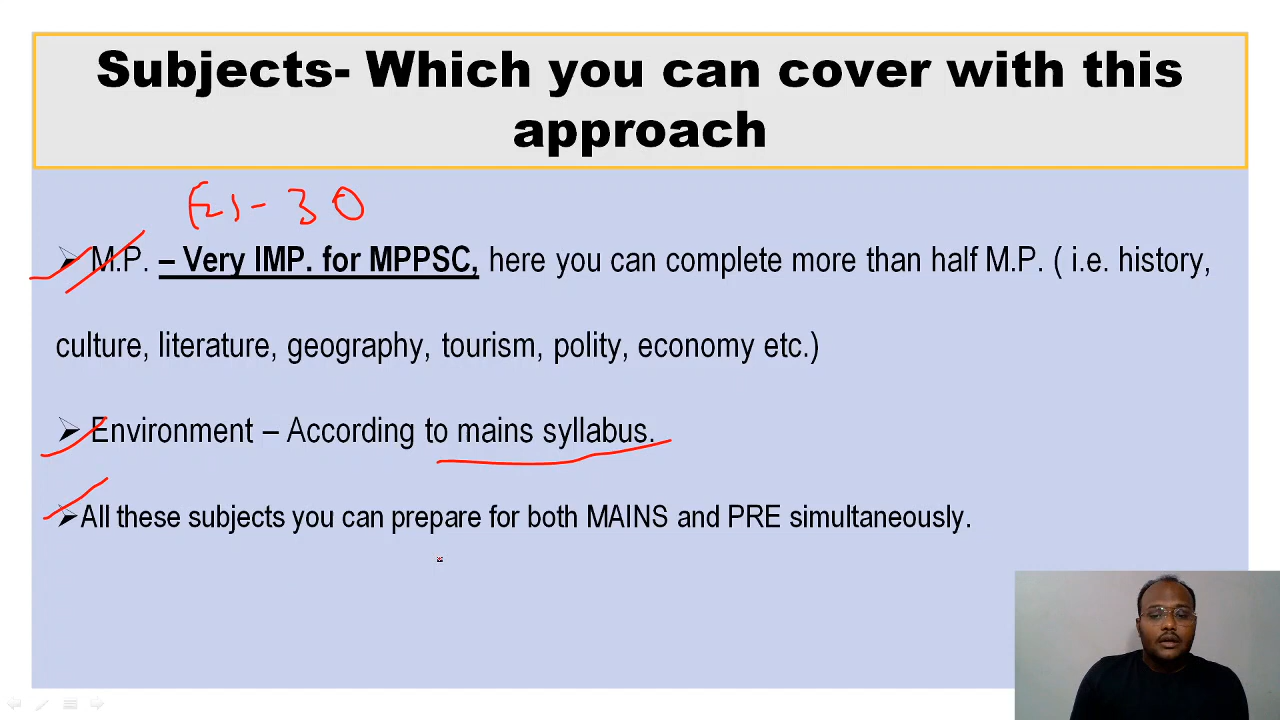 Subjects- Which you can cover with this
approach
➢ M.P. – Very IMP. for MPPSC, here you can complete more than half M.P. ( i.e. history,
culture, literature, geography, tourism, polity, economy etc.)
➢ Environment – According to mains syllabus.
➢All these subjects you can prepare for both MAINS and PRE simultaneously.